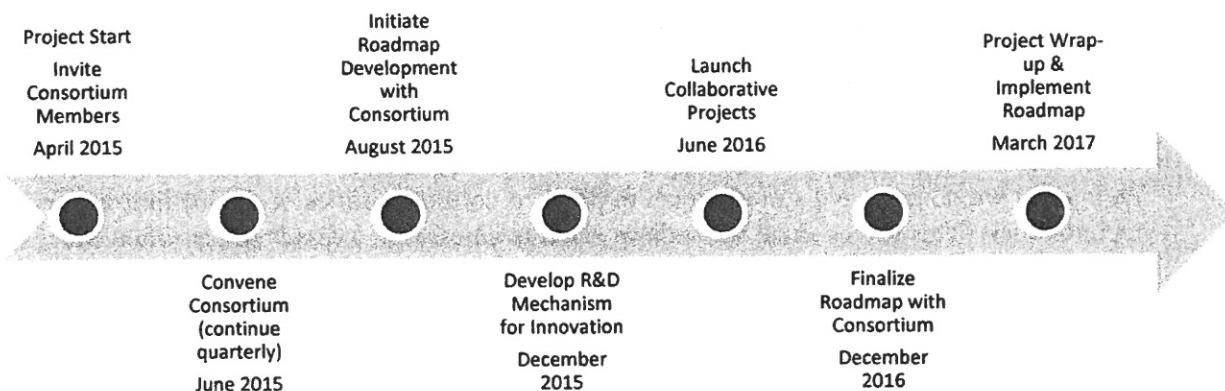 Project Start
Invite
Consortium
Members
April 2015
Convene
Consortium
(continue
quarterly)
June 2015
Initiate
Roadmap
Development
with
Consortium
August 2015
Develop R&D
Mechanism
for Innovation
December
2015
Launch
Collaborative
Projects
June 2016
Finalize
Roadmap with
Consortium
December
2016
Project Wrap-
up &
Implement
Roadmap
March 2017